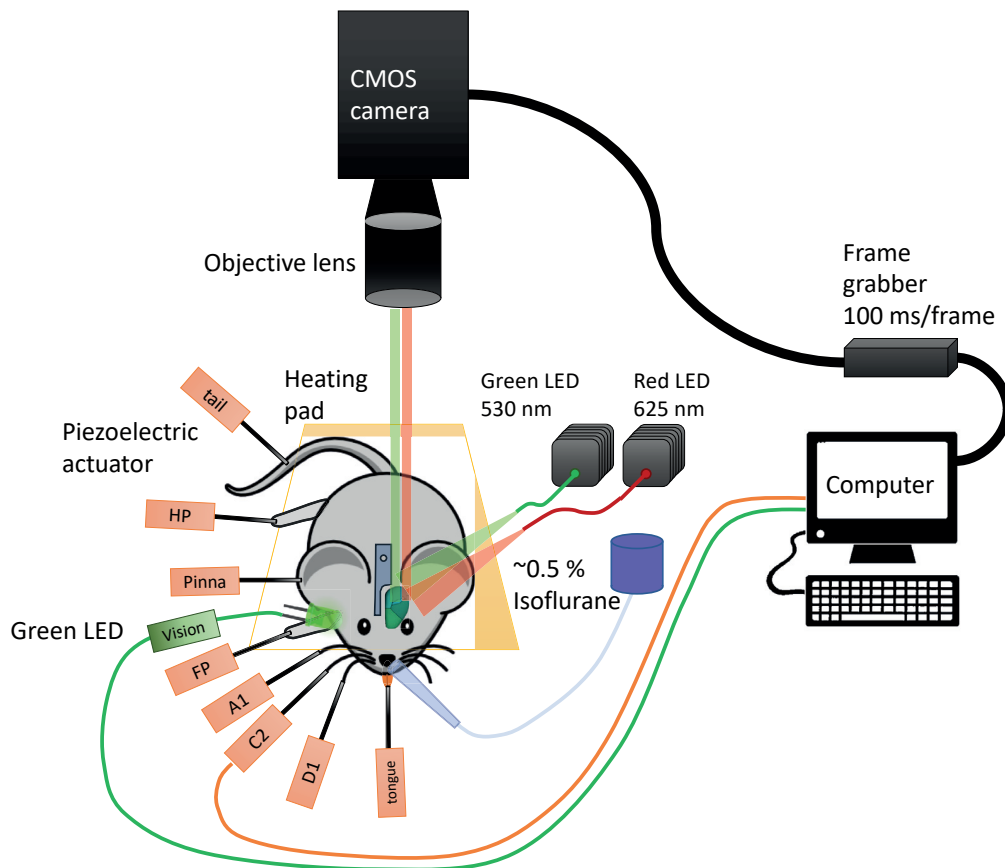 CMOS
camera
Objective lens
Frame
grabber
100 ms/frame
Heating
pad
Green LED
530 nm
Red LED
625 nm
tail
Piezoelectric
actuator
HP
Computer
Pinna
~0.5 %
Isoflurane
Green LED
Vision
FP
A1
C2
D1
tongue